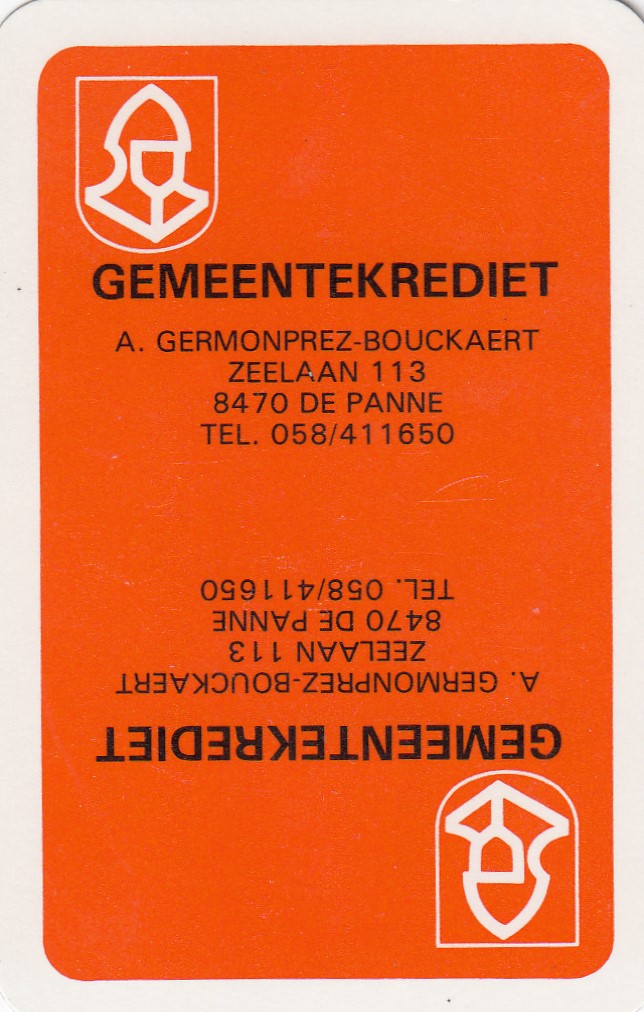 GEMEENTEKREDIET
A. GERMONPREZ-BOUCKAERT
ZEELAAN 113
8470 DE PANNE
TEL. 058/411650
GEMEENTEKREDIET
A. GERMONPREZ-BOUCKAERT
ZEELAAN 113
8470 DE PANNE
TEL. 058/411650